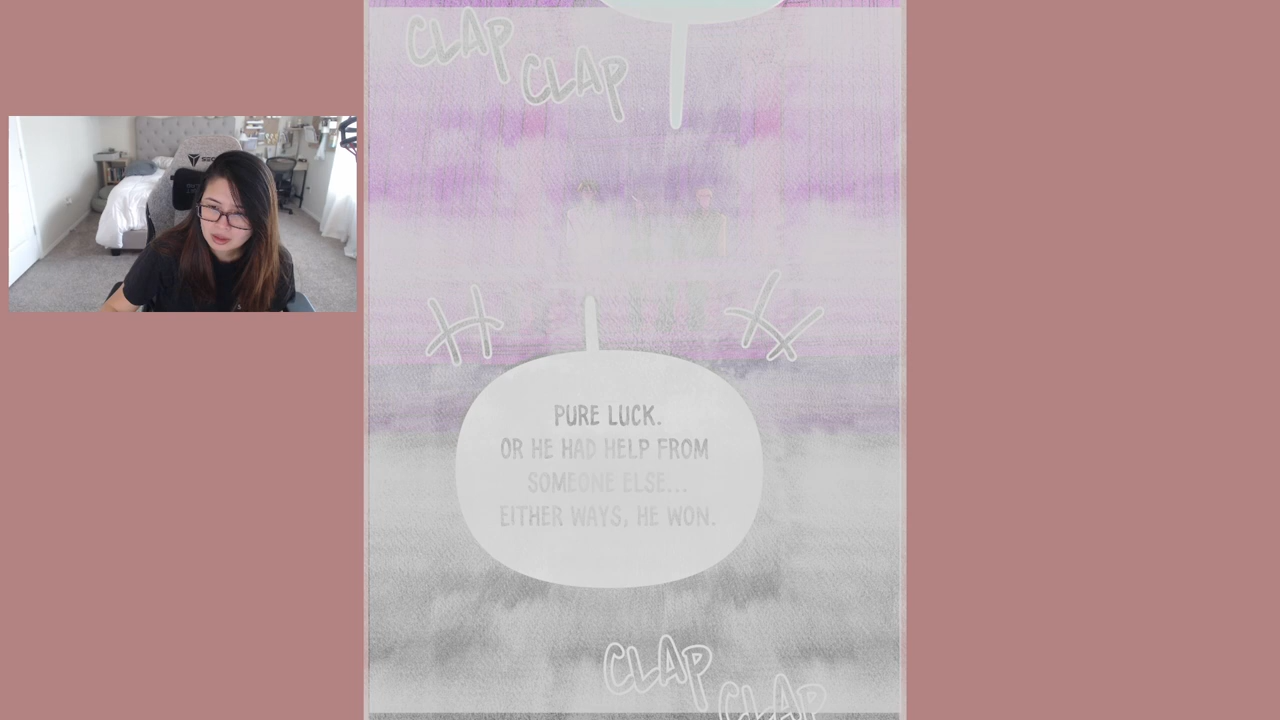 CLAP
CLAP
PURE LUCK.
OR HE HAD HELP FROM
SOMEONE ELSE...
EITHER WAYS, HE WON.
CLAP
CLAP